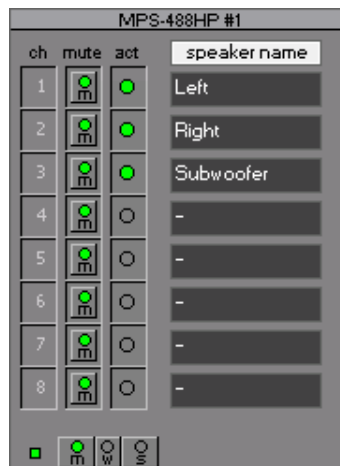 MPS-488HP #1
ch mute act speaker name
1 m Left
2 m Right
3 m Subwoofer
4 m -
5 m -
6 m -
7 m -
8 m -
m w s